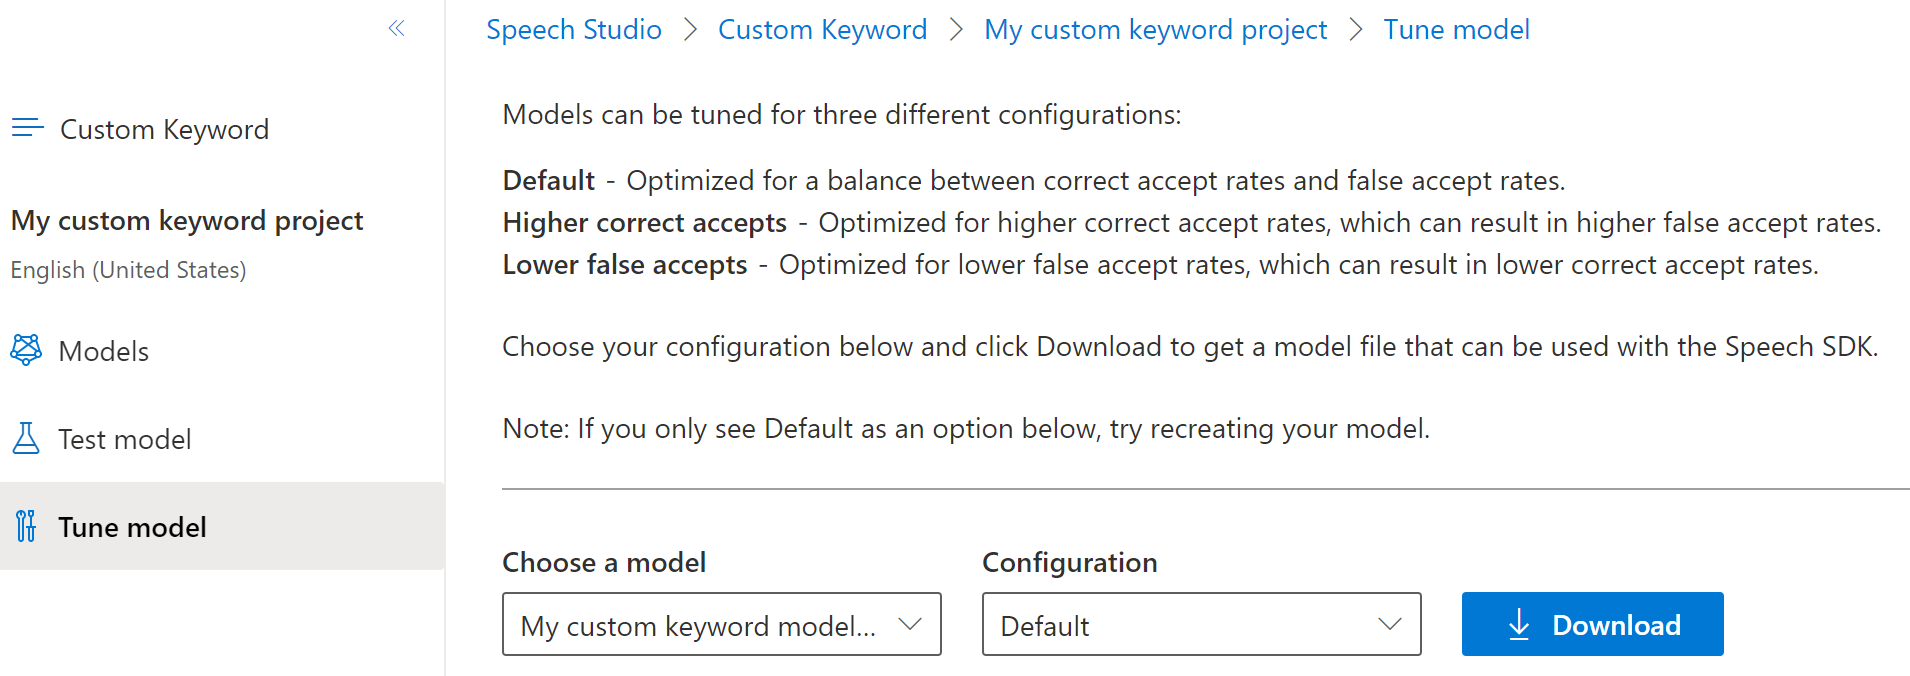 Speech Studio > Custom Keyword > My custom keyword project > Tune model
Custom Keyword
My custom keyword project
English (United States)
Models
Test model
Tune model
Models can be tuned for three different configurations:
Default - Optimized for a balance between correct accept rates and false accept rates.
Higher correct accepts - Optimized for higher correct accept rates, which can result in higher false accept rates.
Lower false accepts - Optimized for lower false accept rates, which can result in lower correct accept rates.
Choose your configuration below and click Download to get a model file that can be used with the Speech SDK.
Note: If you only see Default as an option below, try recreating your model.
Choose a model
My custom keyword model...
Configuration
Default
Download